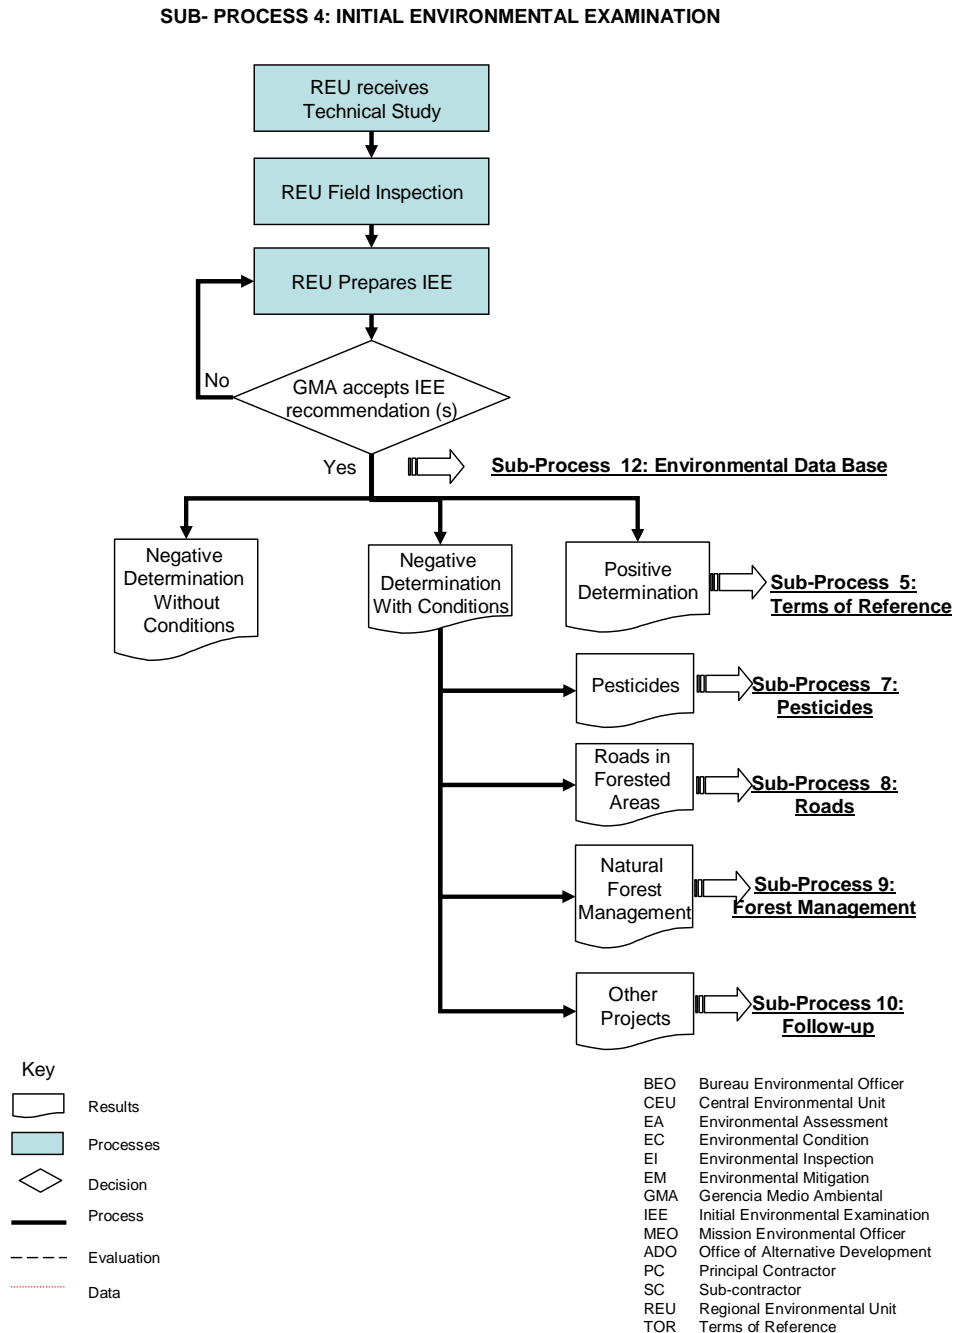 SUB- PROCESS 4: INITIAL ENVIRONMENTAL EXAMINATION
REU receives
Technical Study
REU Field Inspection
REU Prepares IEE
No
GMA accepts IEE
recommendation (s)
Yes
Sub-Process  12: Environmental Data Base
Negative
Determination
Without
Conditions
Negative
Determination
With Conditions
Positive
Determination
Sub-Process  5:
Terms of Reference
Pesticides
Sub-Process  7:
Pesticides
Roads in
Forested
Areas
Sub-Process  8:
Roads
Natural
Forest
Management
Sub-Process 9:
Forest Management
Other
Projects
Sub-Process 10:
Follow-up
Key
Results
Processes
Decision
Process
Evaluation
Data
BEO Bureau Environmental Officer
CEU Central Environmental Unit
EA Environmental Assessment
EC Environmental Condition
EI Environmental Inspection
EM Environmental Mitigation
GMA Gerencia Medio Ambiental
IEE Initial Environmental Examination
MEO Mission Environmental Officer
ADO Office of Alternative Development
PC Principal Contractor
SC Sub-contractor
REU Regional Environmental Unit
TOR Terms of Reference